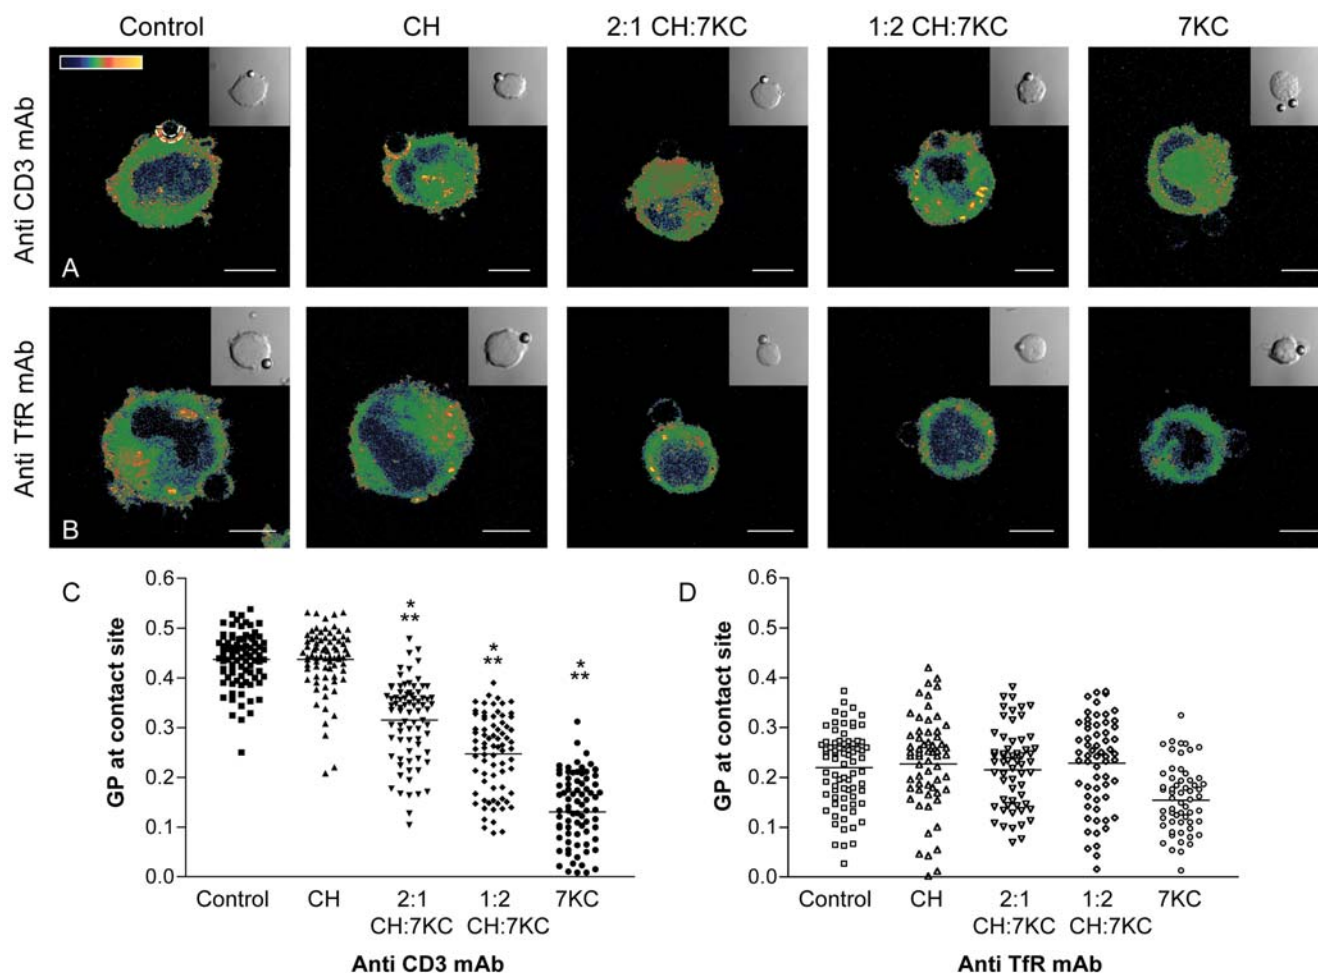 Control CH 2:1 CH:7KC 1:2 CH:7KC 7KC
Anti CD3 mAb
A
Anti TfR mAb
B
C
GP at contact site
0.6
0.5
0.4
0.3
0.2
0.1
0.0
*
**
*
**
*
**
Control CH 2:1 1:2 7KC
CH:7KC CH:7KC
Anti CD3 mAb
D
GP at contact site
0.6
0.5
0.4
0.3
0.2
0.1
0.0
Control CH 2:1 1:2 7KC
CH:7KC CH:7KC
Anti TfR mAb